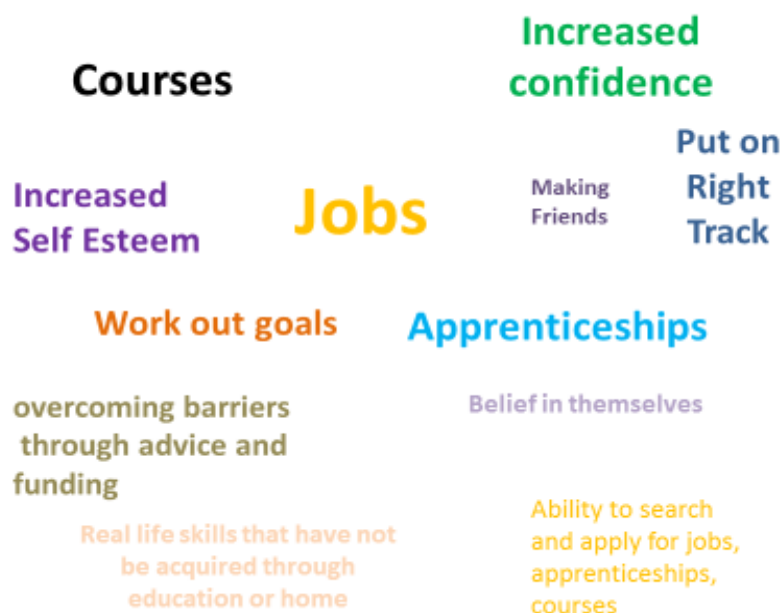 Courses
Increased
confidence
Increased
Self Esteem
Jobs
Making
Friends
Put on
Right
Track
Work out goals
Apprenticeships
overcoming barriers
through advice and
funding
Belief in themselves
Real life skills that have not
be acquired through
education or home
Ability to search
and apply for jobs,
apprenticeships,
courses